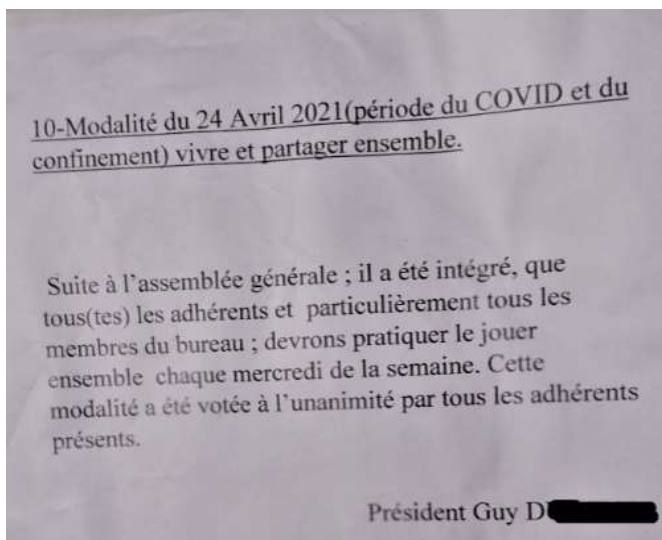 10-Modalité du 24 Avril 2021(période du COVID et du
confinement) vivre et partager ensemble.
Suite à l’assemblée générale ; il a été intégré, que
tous(tes) les adhérents et particulièrement tous les
membres du bureau ; devrons pratiquer le jouer
ensemble chaque mercredi de la semaine. Cette
modalité a été votée à l’unanimité par tous les adhérents
présents.
Président Guy D